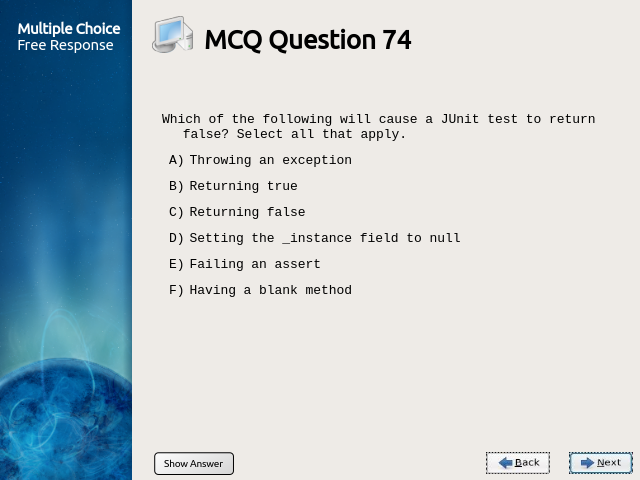 Multiple Choice
Free Response
MCQ Question 74
Which of the following will cause a JUnit test to return
false? Select all that apply.
A) Throwing an exception
B) Returning true
C) Returning false
D) Setting the _instance field to null
E) Failing an assert
F) Having a blank method
Show Answer
Back
Next